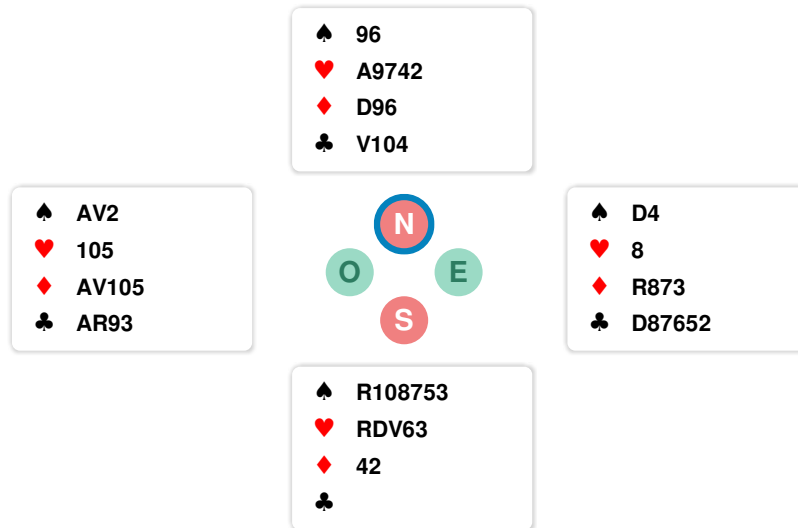 ♠ 96
♥ A9742
♦ D96
♣ V104
♠ AV2
♥ 105
♦ AV105
♣ AR93
N
O E
S
♠ D4
♥ 8
♦ R873
♣ D87652
♠ R108753
♥ RDV63
♦ 42
♣